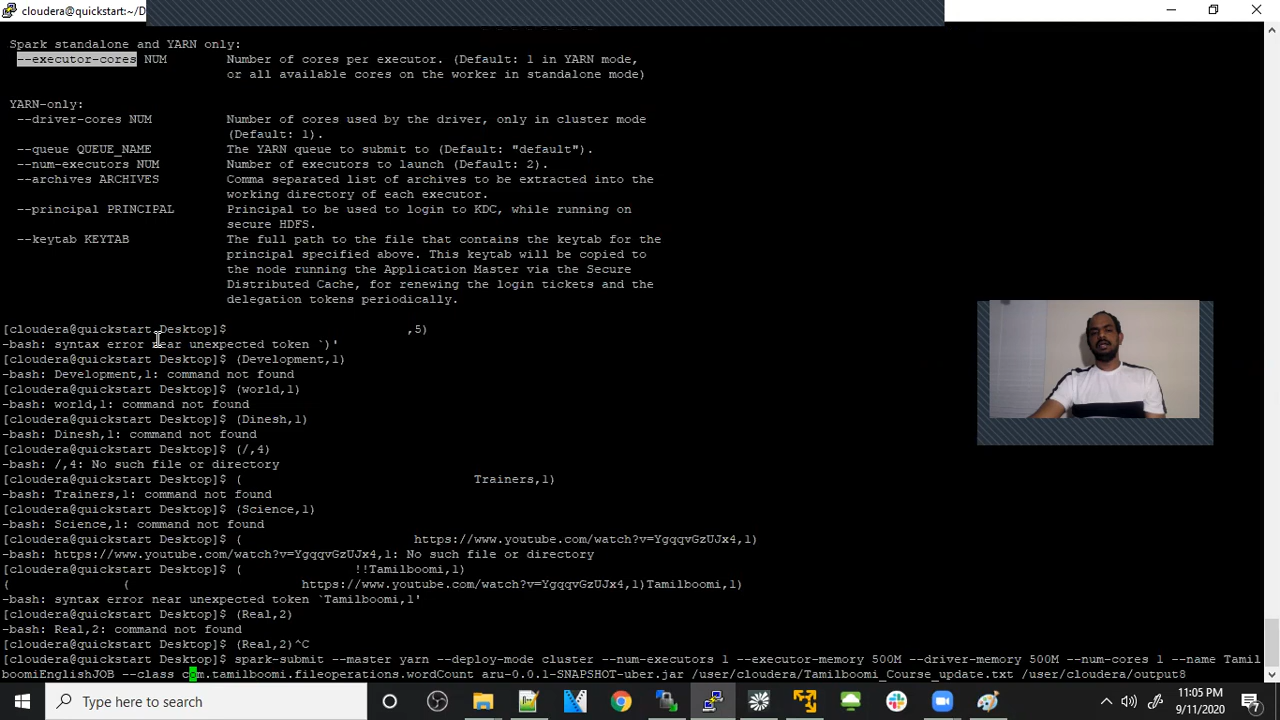 cloudera@quickstart:~/D
Spark standalone and YARN only:
--executor-cores NUM Number of cores per executor. (Default: 1 in YARN mode,
or all available cores on the worker in standalone mode)
YARN-only:
--driver-cores NUM Number of cores used by the driver, only in cluster mode
(Default: 1).
--queue QUEUE_NAME The YARN queue to submit to (Default: "default").
--num-executors NUM Number of executors to launch (Default: 2).
--archives ARCHIVES Comma separated list of archives to be extracted into the
working directory of each executor.
--principal PRINCIPAL Principal to be used to login to KDC, while running on
secure HDFS.
--keytab KEYTAB The full path to the file that contains the keytab for the
principal specified above. This keytab will be copied to
the node running the Application Master via the Secure
Distributed Cache, for renewing the login tickets and the
delegation tokens periodically.
[cloudera@quickstart Desktop]$ ,5)
-bash: syntax error near unexpected token `)'
[cloudera@quickstart Desktop]$ (Development,1)
-bash: Development,1: command not found
[cloudera@quickstart Desktop]$ (world,1)
-bash: world,1: command not found
[cloudera@quickstart Desktop]$ (Dinesh,1)
-bash: Dinesh,1: command not found
[cloudera@quickstart Desktop]$ (/,4)
-bash: /,4: No such file or directory
[cloudera@quickstart Desktop]$ ( Trainers,1)
-bash: Trainers,1: command not found
[cloudera@quickstart Desktop]$ (Science,1)
-bash: Science,1: command not found
[cloudera@quickstart Desktop]$ ( https://www.youtube.com/watch?v=YgqqvGzUJx4,1)
-bash: https://www.youtube.com/watch?v=YgqqvGzUJx4,1: No such file or directory
[cloudera@quickstart Desktop]$ ( !!Tamilboomi,1)
( ( https://www.youtube.com/watch?v=YgqqvGzUJx4,1)Tamilboomi,1)
-bash: syntax error near unexpected token `Tamilboomi,1'
[cloudera@quickstart Desktop]$ (Real,2)
-bash: Real,2: command not found
[cloudera@quickstart Desktop]$ (Real,2)^C
[cloudera@quickstart Desktop]$ spark-submit --master yarn --deploy-mode cluster --num-executors 1 --executor-memory 500M --driver-memory 500M --num-cores 1 --name Tamil
boomiEnglishJOB --class com.tamilboomi.fileoperations.wordCount aru-0.0.1-SNAPSHOT-uber.jar /user/cloudera/Tamilboomi_Course_update.txt /user/cloudera/output8
Type here to search
11:05 PM
9/11/2020
7